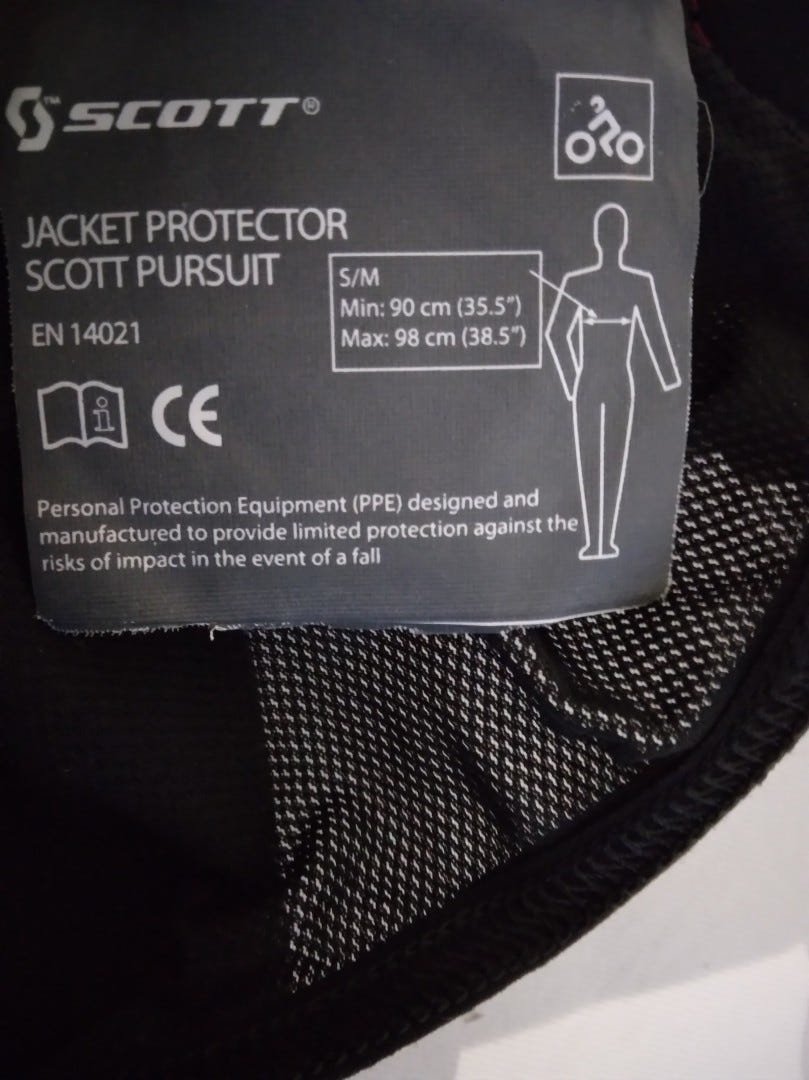 ™SCOTT®
JACKET PROTECTOR
SCOTT PURSUIT
S/M
Min: 90 cm (35.5”)
Max: 98 cm (38.5”)
EN 14021
i
CE
Personal Protection Equipment (PPE) designed and
manufactured to provide limited protection against the
risks of impact in the event of a fall